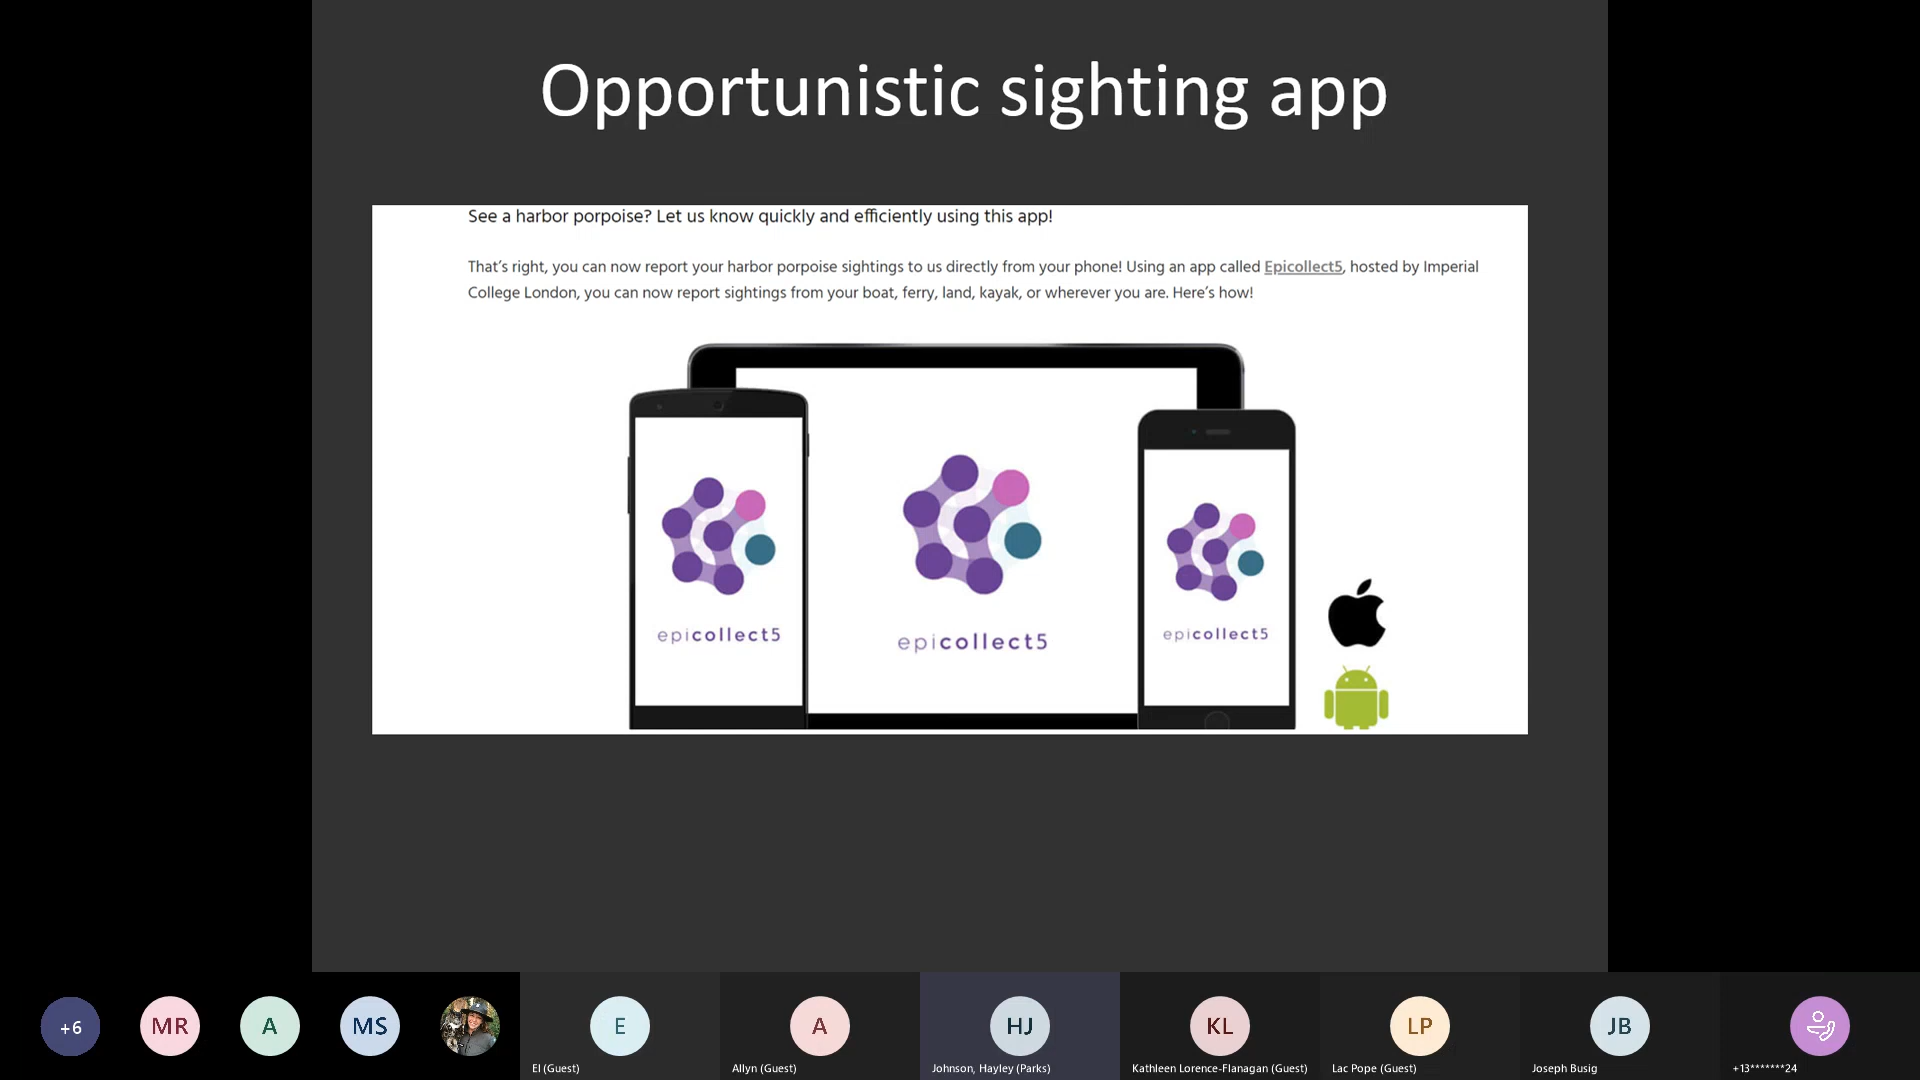 Opportunistic sighting app
See a harbor porpoise? Let us know quickly and efficiently using this app!
That's right, you can now report your harbor porpoise sightings to us directly from your phone! Using an app called Epicollect5, hosted by Imperial
College London, you can now report sightings from your boat, ferry, land, kayak, or wherever you are. Here's how!
epicollect5
epicollect5
epicollect5
+6
MR
A
MS
E
A
HJ
KL
LP
JB
El (Guest)
Allyn (Guest)
Johnson, Hayley (Parks)
Kathleen Lorence-Flanagan (Guest)
Lac Pope (Guest)
Joseph Busig
+13*******24